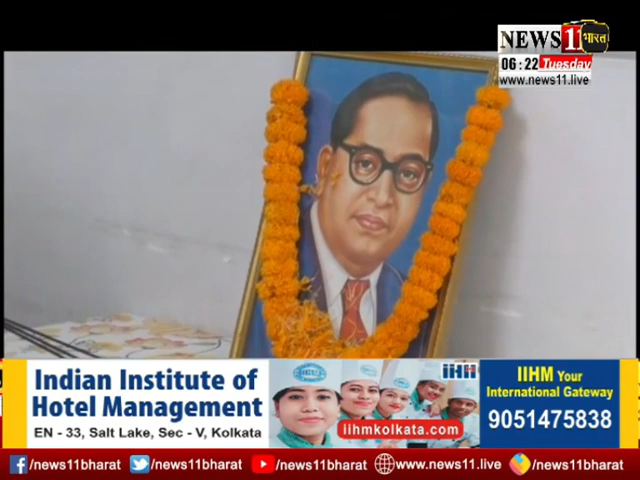 NEWS 11 भारत
06 : 22 Tuesday
www.news11.live
Indian Institute of
Hotel Management
EN - 33, Salt Lake, Sec - V, Kolkata
IIHM
iihmkolkata.com
IIHM Your
International Gateway
9051475838
/news11bharat /news11bharat /news11bharat www.news11.live /news11bharat